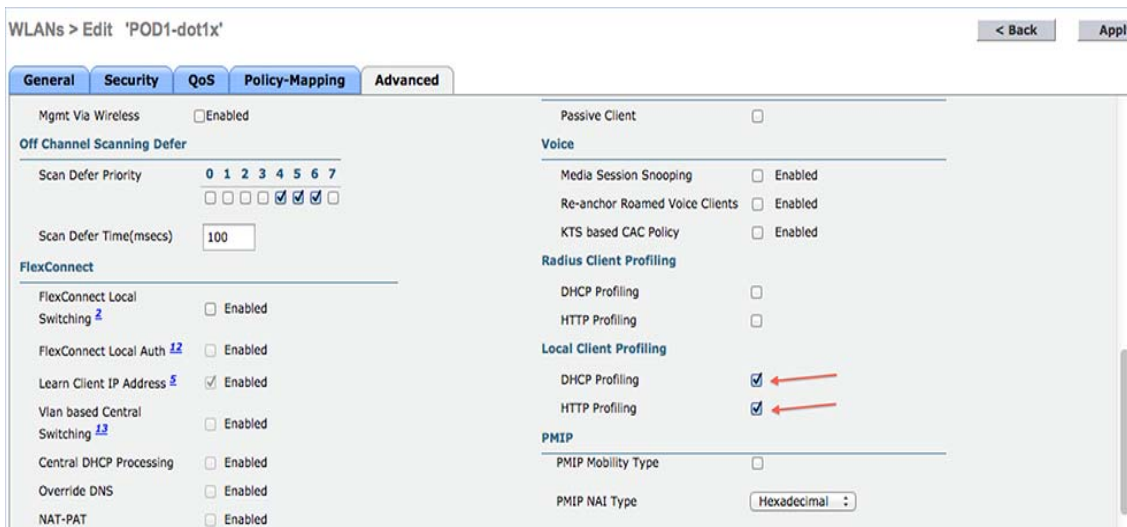 WLANs > Edit 'POD1-dot1x'
< Back
Appl
General Security QoS Policy-Mapping Advanced
Mgmt Via Wireless Enabled
Off Channel Scanning Defer
Scan Defer Priority 0 1 2 3 4 5 6 7
Scan Defer Time(msecs) 100
FlexConnect
FlexConnect Local
Switching 2 Enabled
FlexConnect Local Auth 12 Enabled
Learn Client IP Address 5 Enabled
Vlan based Central
Switching 13 Enabled
Central DHCP Processing Enabled
Override DNS Enabled
NAT-PAT Enabled
Passive Client
Voice
Media Session Snooping Enabled
Re-anchor Roamed Voice Clients Enabled
KTS based CAC Policy Enabled
Radius Client Profiling
DHCP Profiling
HTTP Profiling
Local Client Profiling
DHCP Profiling
HTTP Profiling
PMIP
PMIP Mobility Type
PMIP NAI Type Hexadecimal